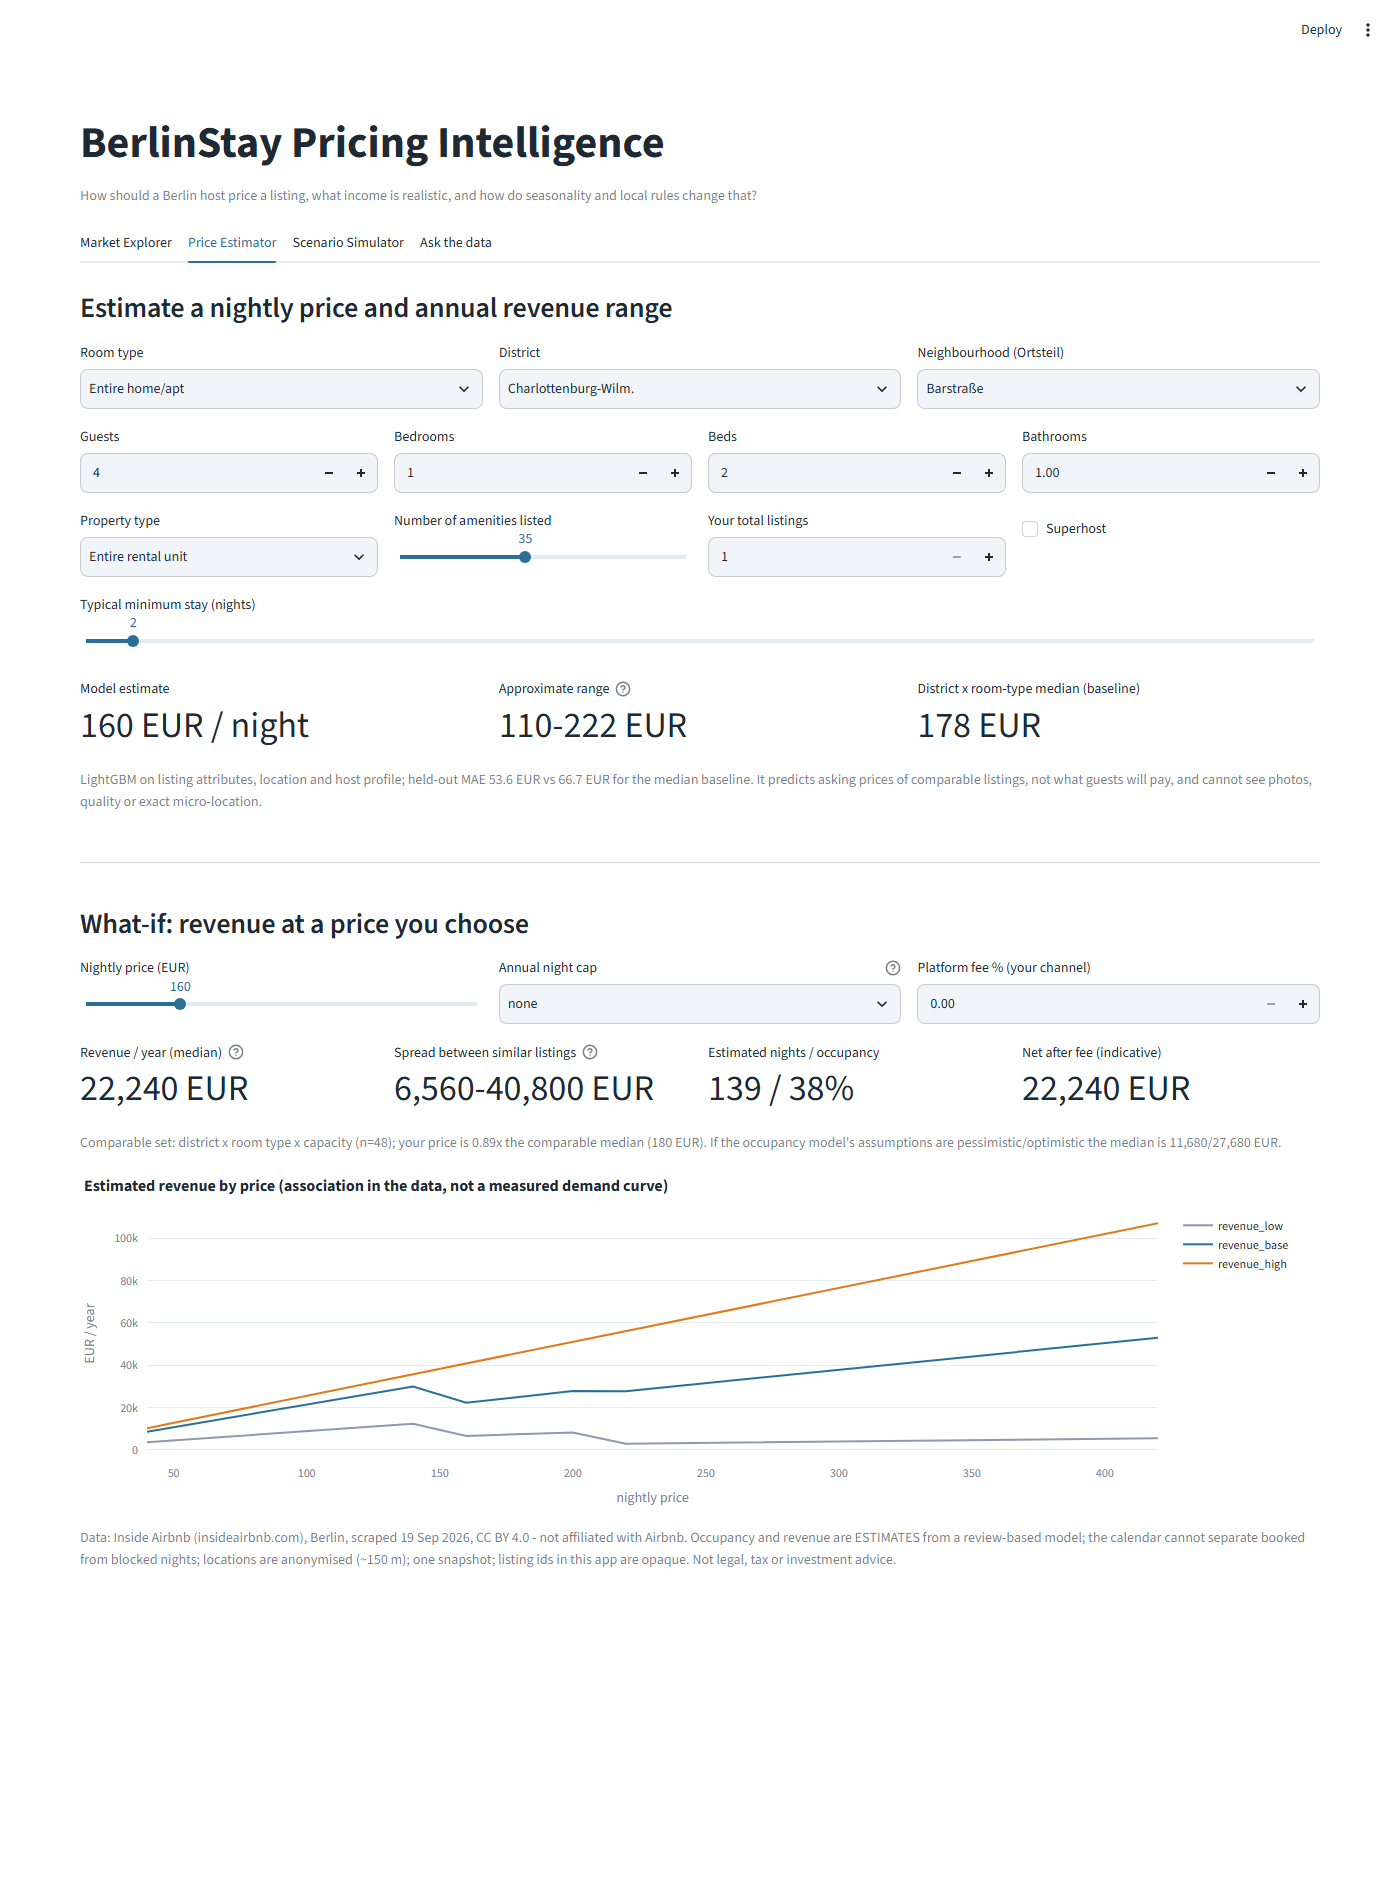 Deploy
BerlinStay Pricing Intelligence
How should a Berlin host price a listing, what income is realistic, and how do seasonality and local rules change that?
Market Explorer Price Estimator Scenario Simulator Ask the data
Estimate a nightly price and annual revenue range
Room type District Neighbourhood (Ortsteil)
Entire home/apt Charlottenburg-Wilm. Barstraße
Guests Bedrooms Beds Bathrooms
4 1 2 1.00
Property type Number of amenities listed Your total listings Superhost
35
Entire rental unit 1
Typical minimum stay (nights)
2
Model estimate Approximate range District x room-type median (baseline)
160 EUR / night 110-222 EUR 178 EUR
LightGBM on listing attributes, location and host profile; held-out MAE 53.6 EUR vs 66.7 EUR for the median baseline. It predicts asking prices of comparable listings, not what guests will pay, and cannot see photos,
quality or exact micro-location.
What-if: revenue at a price you choose
Nightly price (EUR) Annual night cap Platform fee % (your channel)
160
none 0.00
Revenue / year (median) Spread between similar listings Estimated nights / occupancy Net after fee (indicative)
22,240 EUR 6,560-40,800 EUR 139 / 38% 22,240 EUR
Comparable set: district x room type x capacity (n=48); your price is 0.89x the comparable median (180 EUR). If the occupancy model's assumptions are pessimistic/optimistic the median is 11,680/27,680 EUR.
Estimated revenue by price (association in the data, not a measured demand curve)
revenue_low
revenue_base
revenue_high
100k
80k
60k
40k
20k
0
EUR / year
50 100 150 200 250 300 350 400
nightly price
Data: Inside Airbnb (insideairbnb.com), Berlin, scraped 19 Sep 2026, CC BY 4.0 - not affiliated with Airbnb. Occupancy and revenue are ESTIMATES from a review-based model; the calendar cannot separate booked
from blocked nights; locations are anonymised (~150 m); one snapshot; listing ids in this app are opaque. Not legal, tax or investment advice.